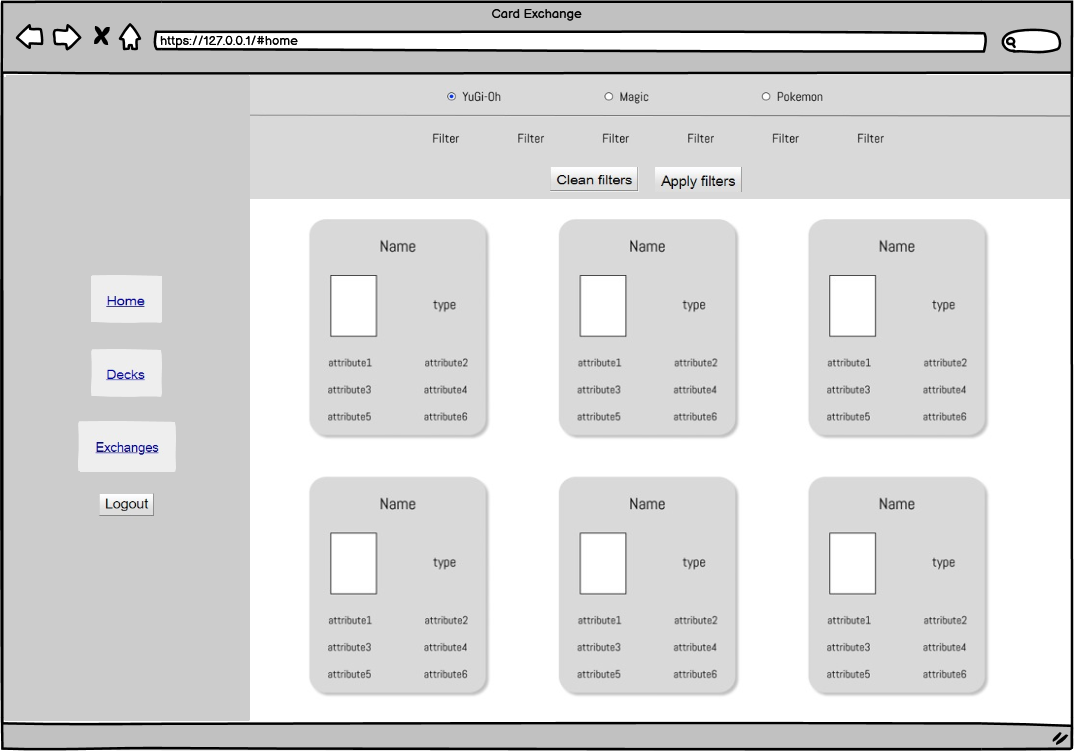 Card Exchange
https://127.0.0.1/#home
YuGi-Oh Magic Pokemon
Filter Filter Filter Filter Filter Filter
Clean filters Apply filters
Home
Decks
Exchanges
Logout
Name Name Name
type type type
attribute1 attribute2 attribute1 attribute2 attribute1 attribute2
attribute3 attribute4 attribute3 attribute4 attribute3 attribute4
attribute5 attribute6 attribute5 attribute6 attribute5 attribute6
Name Name Name
type type type
attribute1 attribute2 attribute1 attribute2 attribute1 attribute2
attribute3 attribute4 attribute3 attribute4 attribute3 attribute4
attribute5 attribute6 attribute5 attribute6 attribute5 attribute6